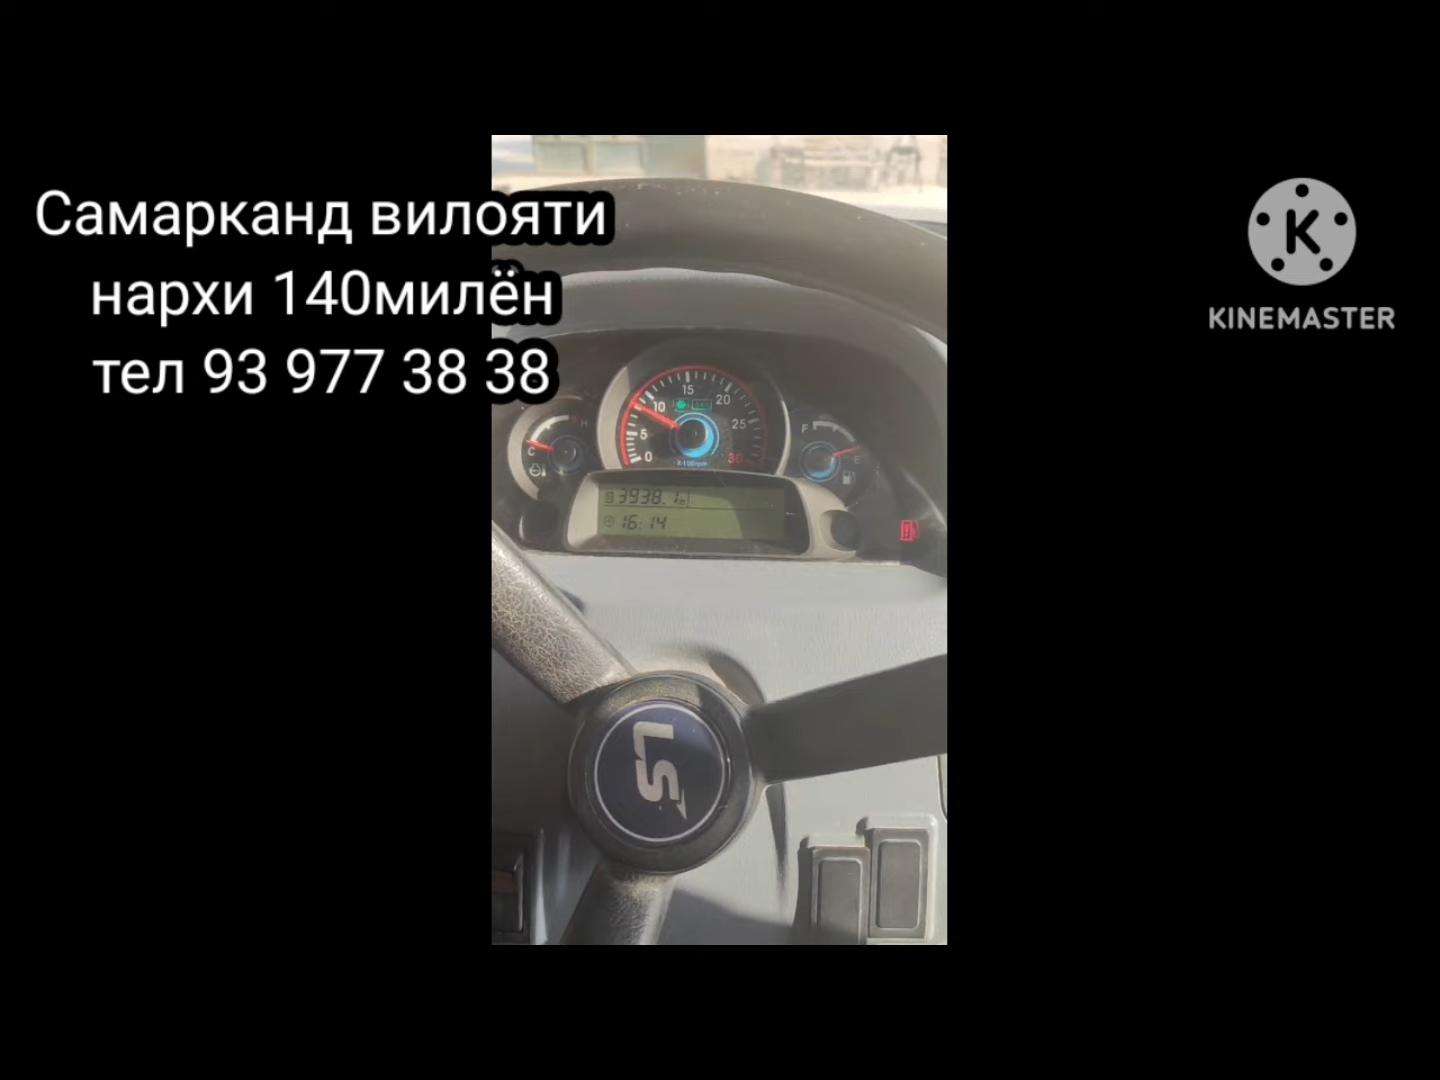 Самарканд вилояти
нархи 140милён
тел 93 977 38 38
KINEMASTER
15
10
20
5
25
0
30
X100rpm
H
C
F
E
3938.1
16:14
LS